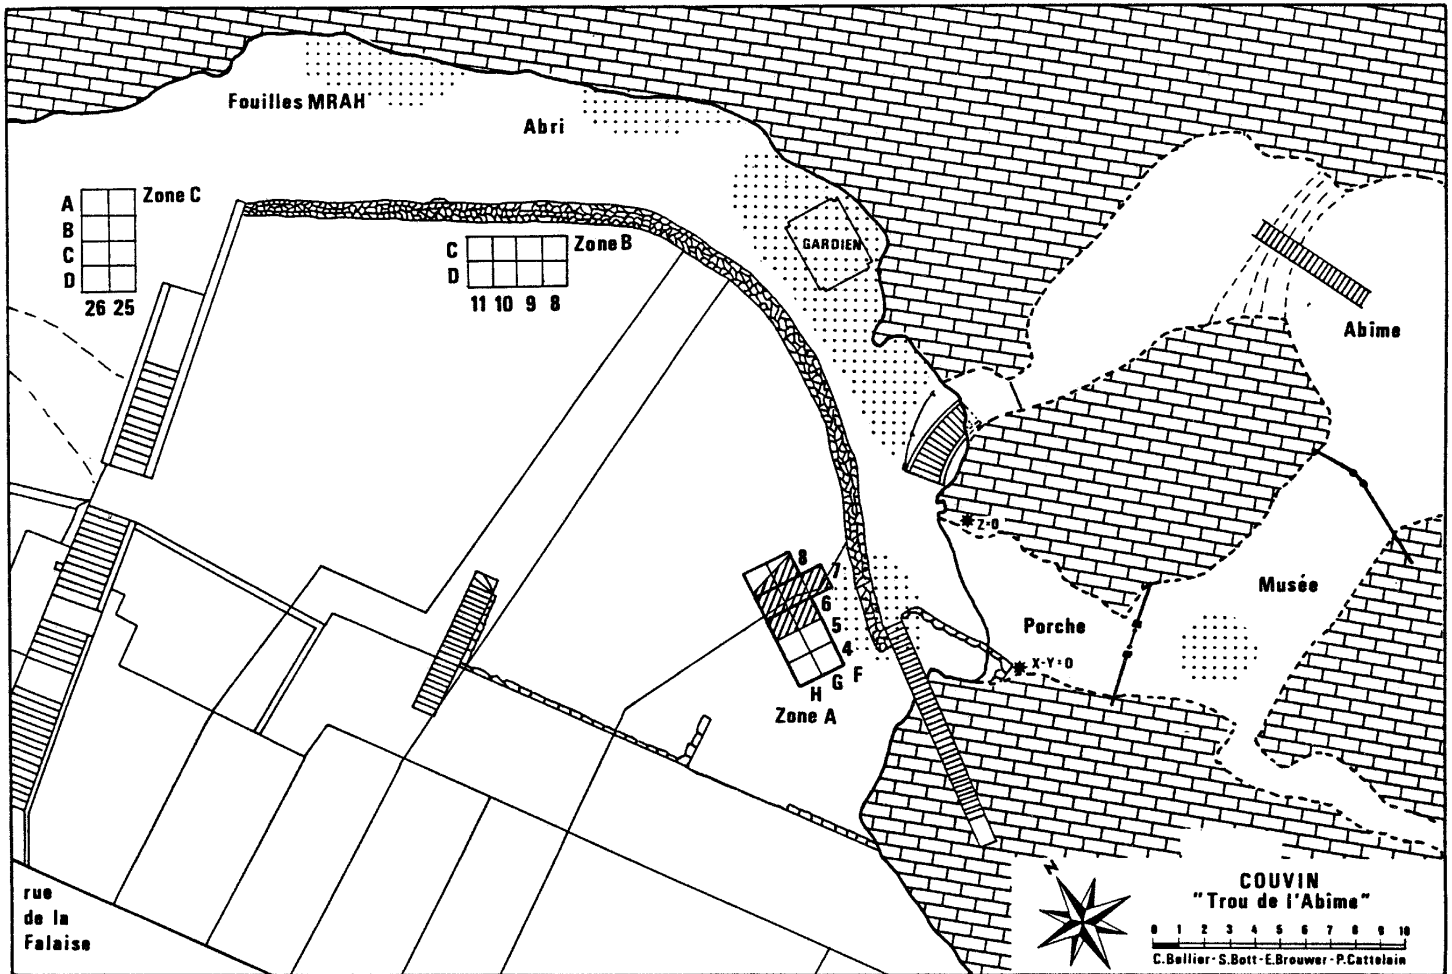 Fouilles MRAH
Abri
A
B
C
D
26 25
Zone C
C
D
11 10 9 8
Zone B
GARDIEN
Abime
Z=0
Musée
Porche
X-Y=0
8
7
6
5
4
F
G
H
Zone A
rue
de la
Falaise
N
COUVIN
"Trou de l'Abîme"
0 1 2 3 4 5 6 7 8 9 10
C.Bellier-S.Bott-E.Brouwer-P.Cattelain